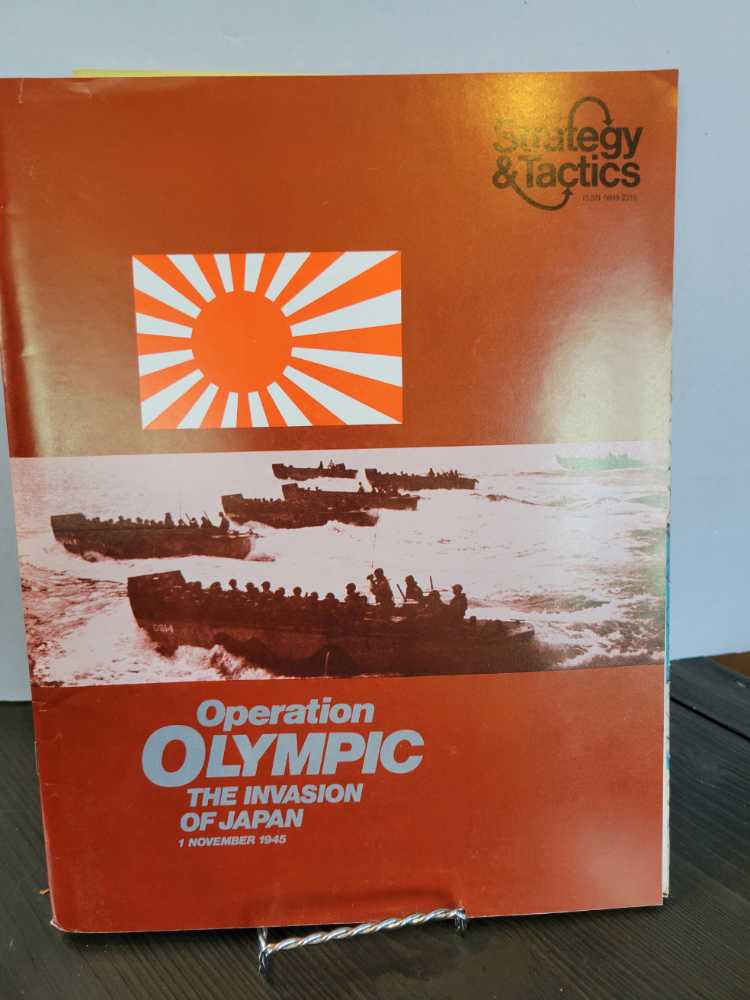 Strategy
& Tactics
Operation
OLYMPIC
THE INVASION
OF JAPAN
1 NOVEMBER 1945